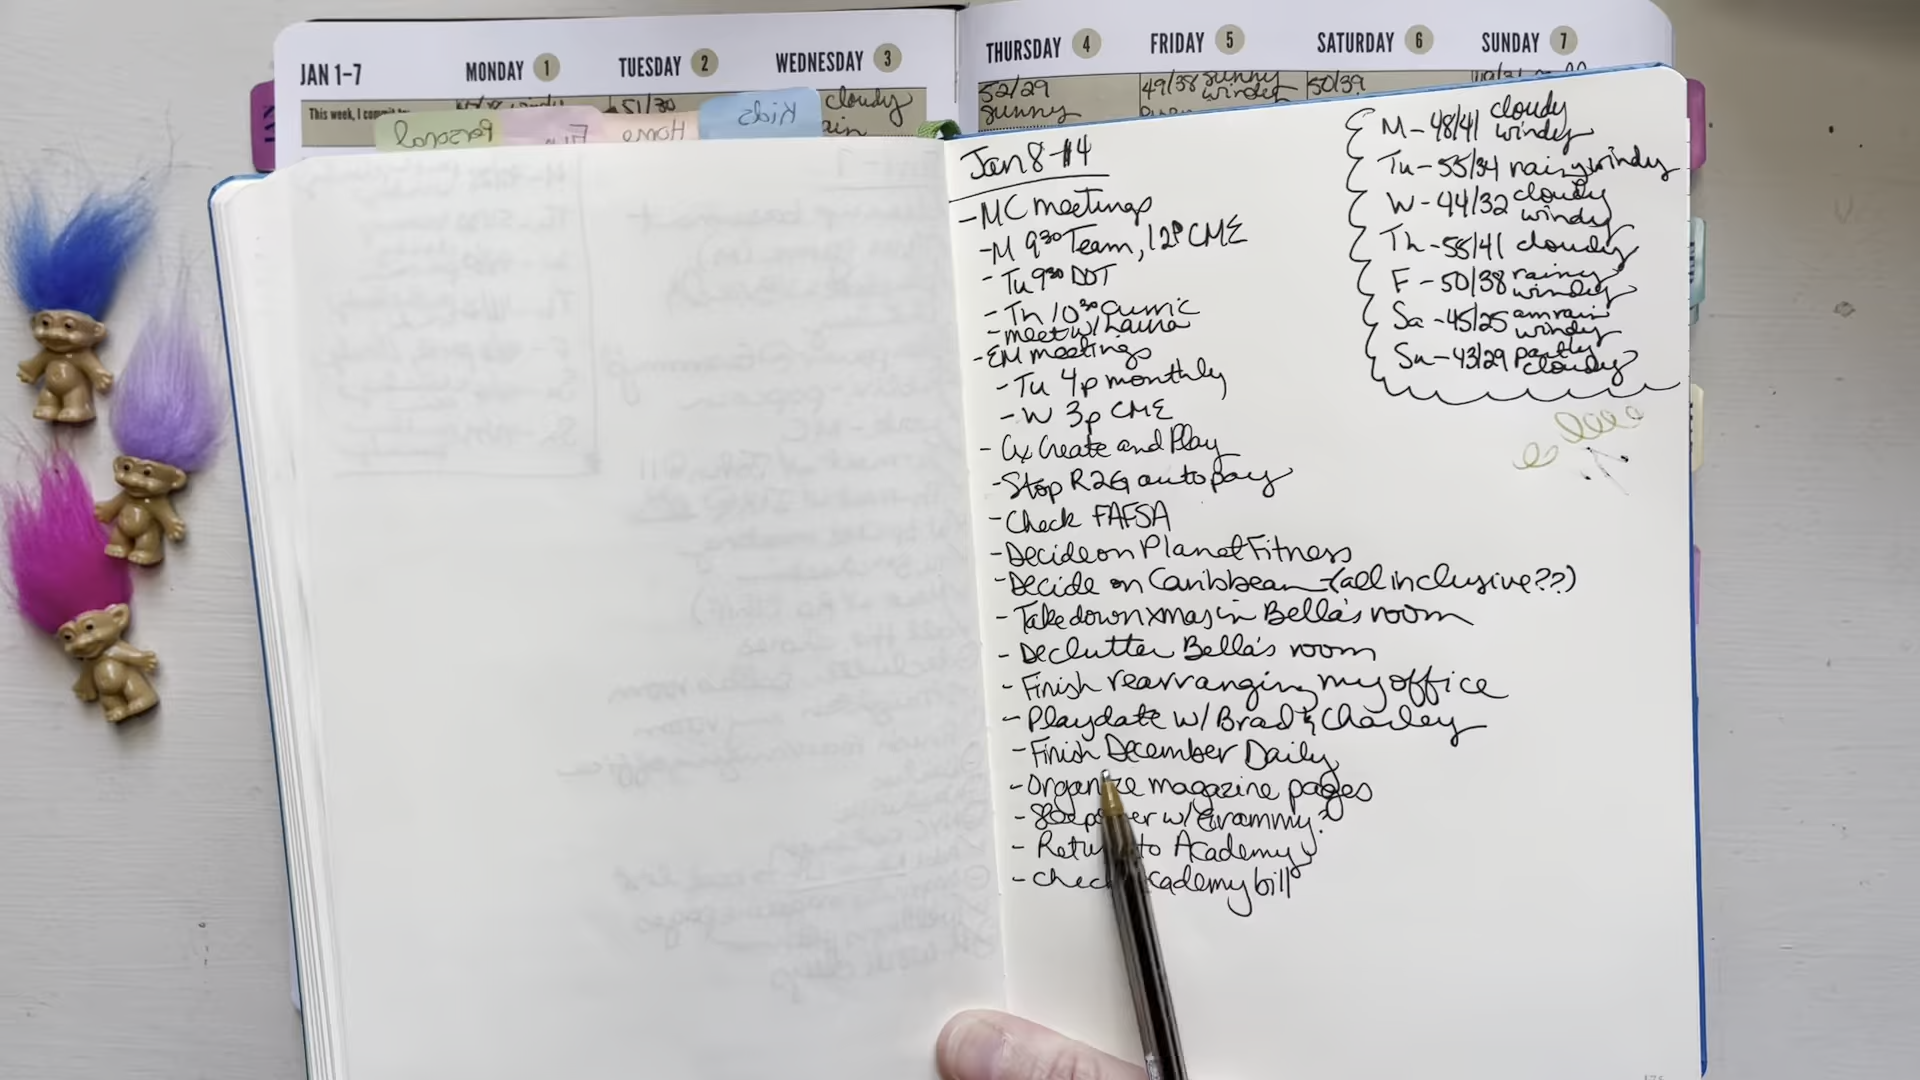 JAN 1–7
MONDAY 1
TUESDAY 2
WEDNESDAY 3
THURSDAY 4
FRIDAY 5
SATURDAY 6
SUNDAY 7
This week, I
windy
51/30
cloudy
rain
52/29
sunny
49/38 sunny
windy
50/39
Personal
Home
Kids
Jan 8-14
- MC meetings
- M 9:30 Team, 12p CME
- Tu 9:30 DOT
- Th 10:30 Curric
- meet w/ Laura
- EM meetings
- Tu 4p monthly
- W 3p CME
- Cx Create and Play
- Stop R2G autopay
- Check FAFSA
- Decide on Planet Fitness
- Decide on Caribbean - (all inclusive??)
- Take down xmas in Bella's room
- Declutter Bella's room
- Finish rearranging my office
- Playdate w/ Brad & Charley
- Finish December Daily
- Organize magazine pages
- w/ Grammy?
- to Academy
- Academy bill
M - 48/41 cloudy windy
Tu - 55/34 rainy windy
W - 44/32 cloudy windy
Th - 55/41 cloudy
F - 50/38 rainy windy
Sa - 45/25 am rain windy
Su - 43/29 partly cloudy